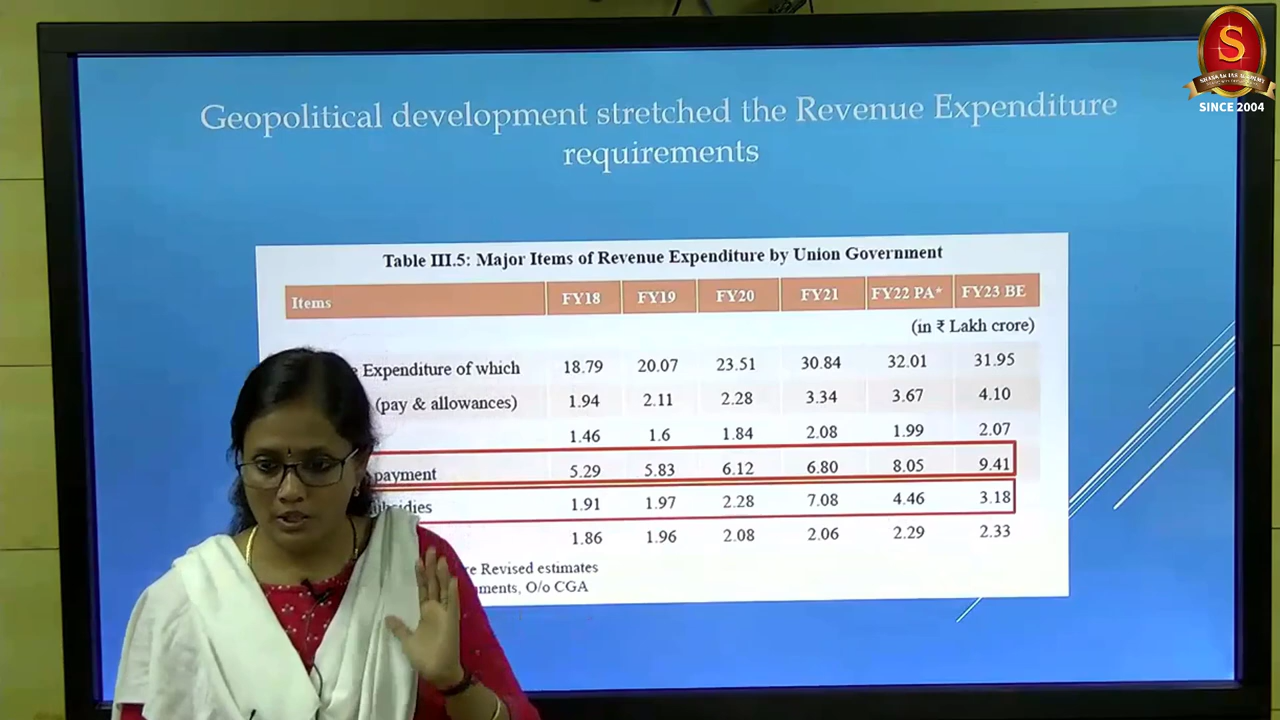 S
SHANKAR IAS ACADEMY
SINCE 2004
Geopolitical development stretched the Revenue Expenditure
requirements
Table III.5: Major Items of Revenue Expenditure by Union Government
Items FY18 FY19 FY20 FY21 FY22 PA* FY23 BE
(in ₹ Lakh crore)
Expenditure of which 18.79 20.07 23.51 30.84 32.01 31.95
(pay & allowances) 1.94 2.11 2.28 3.34 3.67 4.10
1.46 1.6 1.84 2.08 1.99 2.07
payment 5.29 5.83 6.12 6.80 8.05 9.41
1.91 1.97 2.28 7.08 4.46 3.18
1.86 1.96 2.08 2.06 2.29 2.33
Revised estimates
O/o CGA